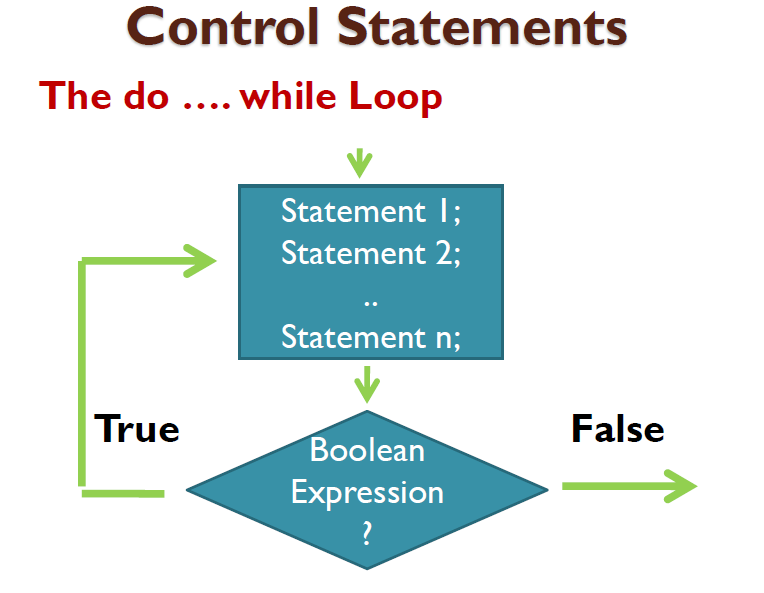 Control Statements
The do .... while Loop
Statement 1;
Statement 2;
..
Statement n;
True
False
Boolean
Expression
?